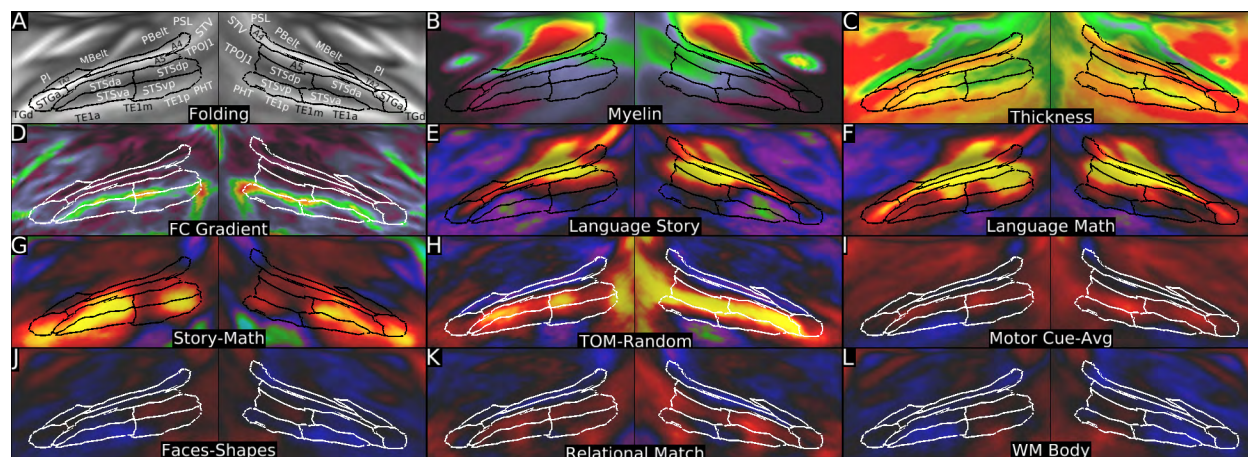 A
PSL
STV
PBelt
A4
TPOJ1
MBelt
A5
PI
STSdp
VA5
STSda
STGa
STSvp
PHT
STSva
TE1p
TE1m
TGd
TE1a
PSL
STV
A4
PBelt
TPOJ1
MBelt
A5
PI
STSdp
STSda
STGa
STSvp
STSva
PHT
TE1p
TE1m
TE1a
TGd
Folding
B
Myelin
C
Thickness
D
FC Gradient
E
Language Story
F
Language Math
G
Story-Math
H
TOM-Random
I
Motor Cue-Avg
J
Faces-Shapes
K
Relational Match
L
WM Body